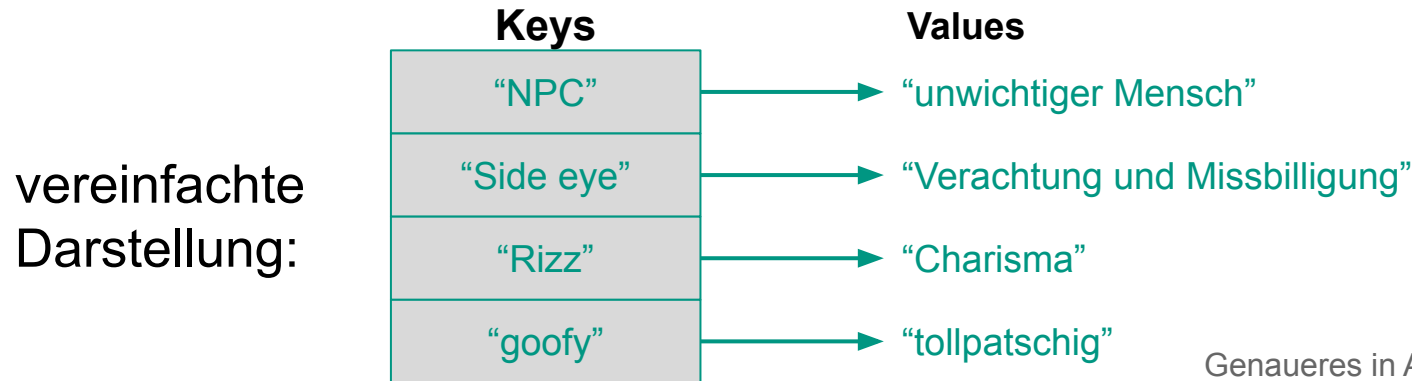 Keys Values
“NPC” “unwichtiger Mensch”
“Side eye” “Verachtung und Missbilligung”
vereinfachte
Darstellung:
“Rizz” “Charisma”
“goofy” “tollpatschig”
Genaueres in A